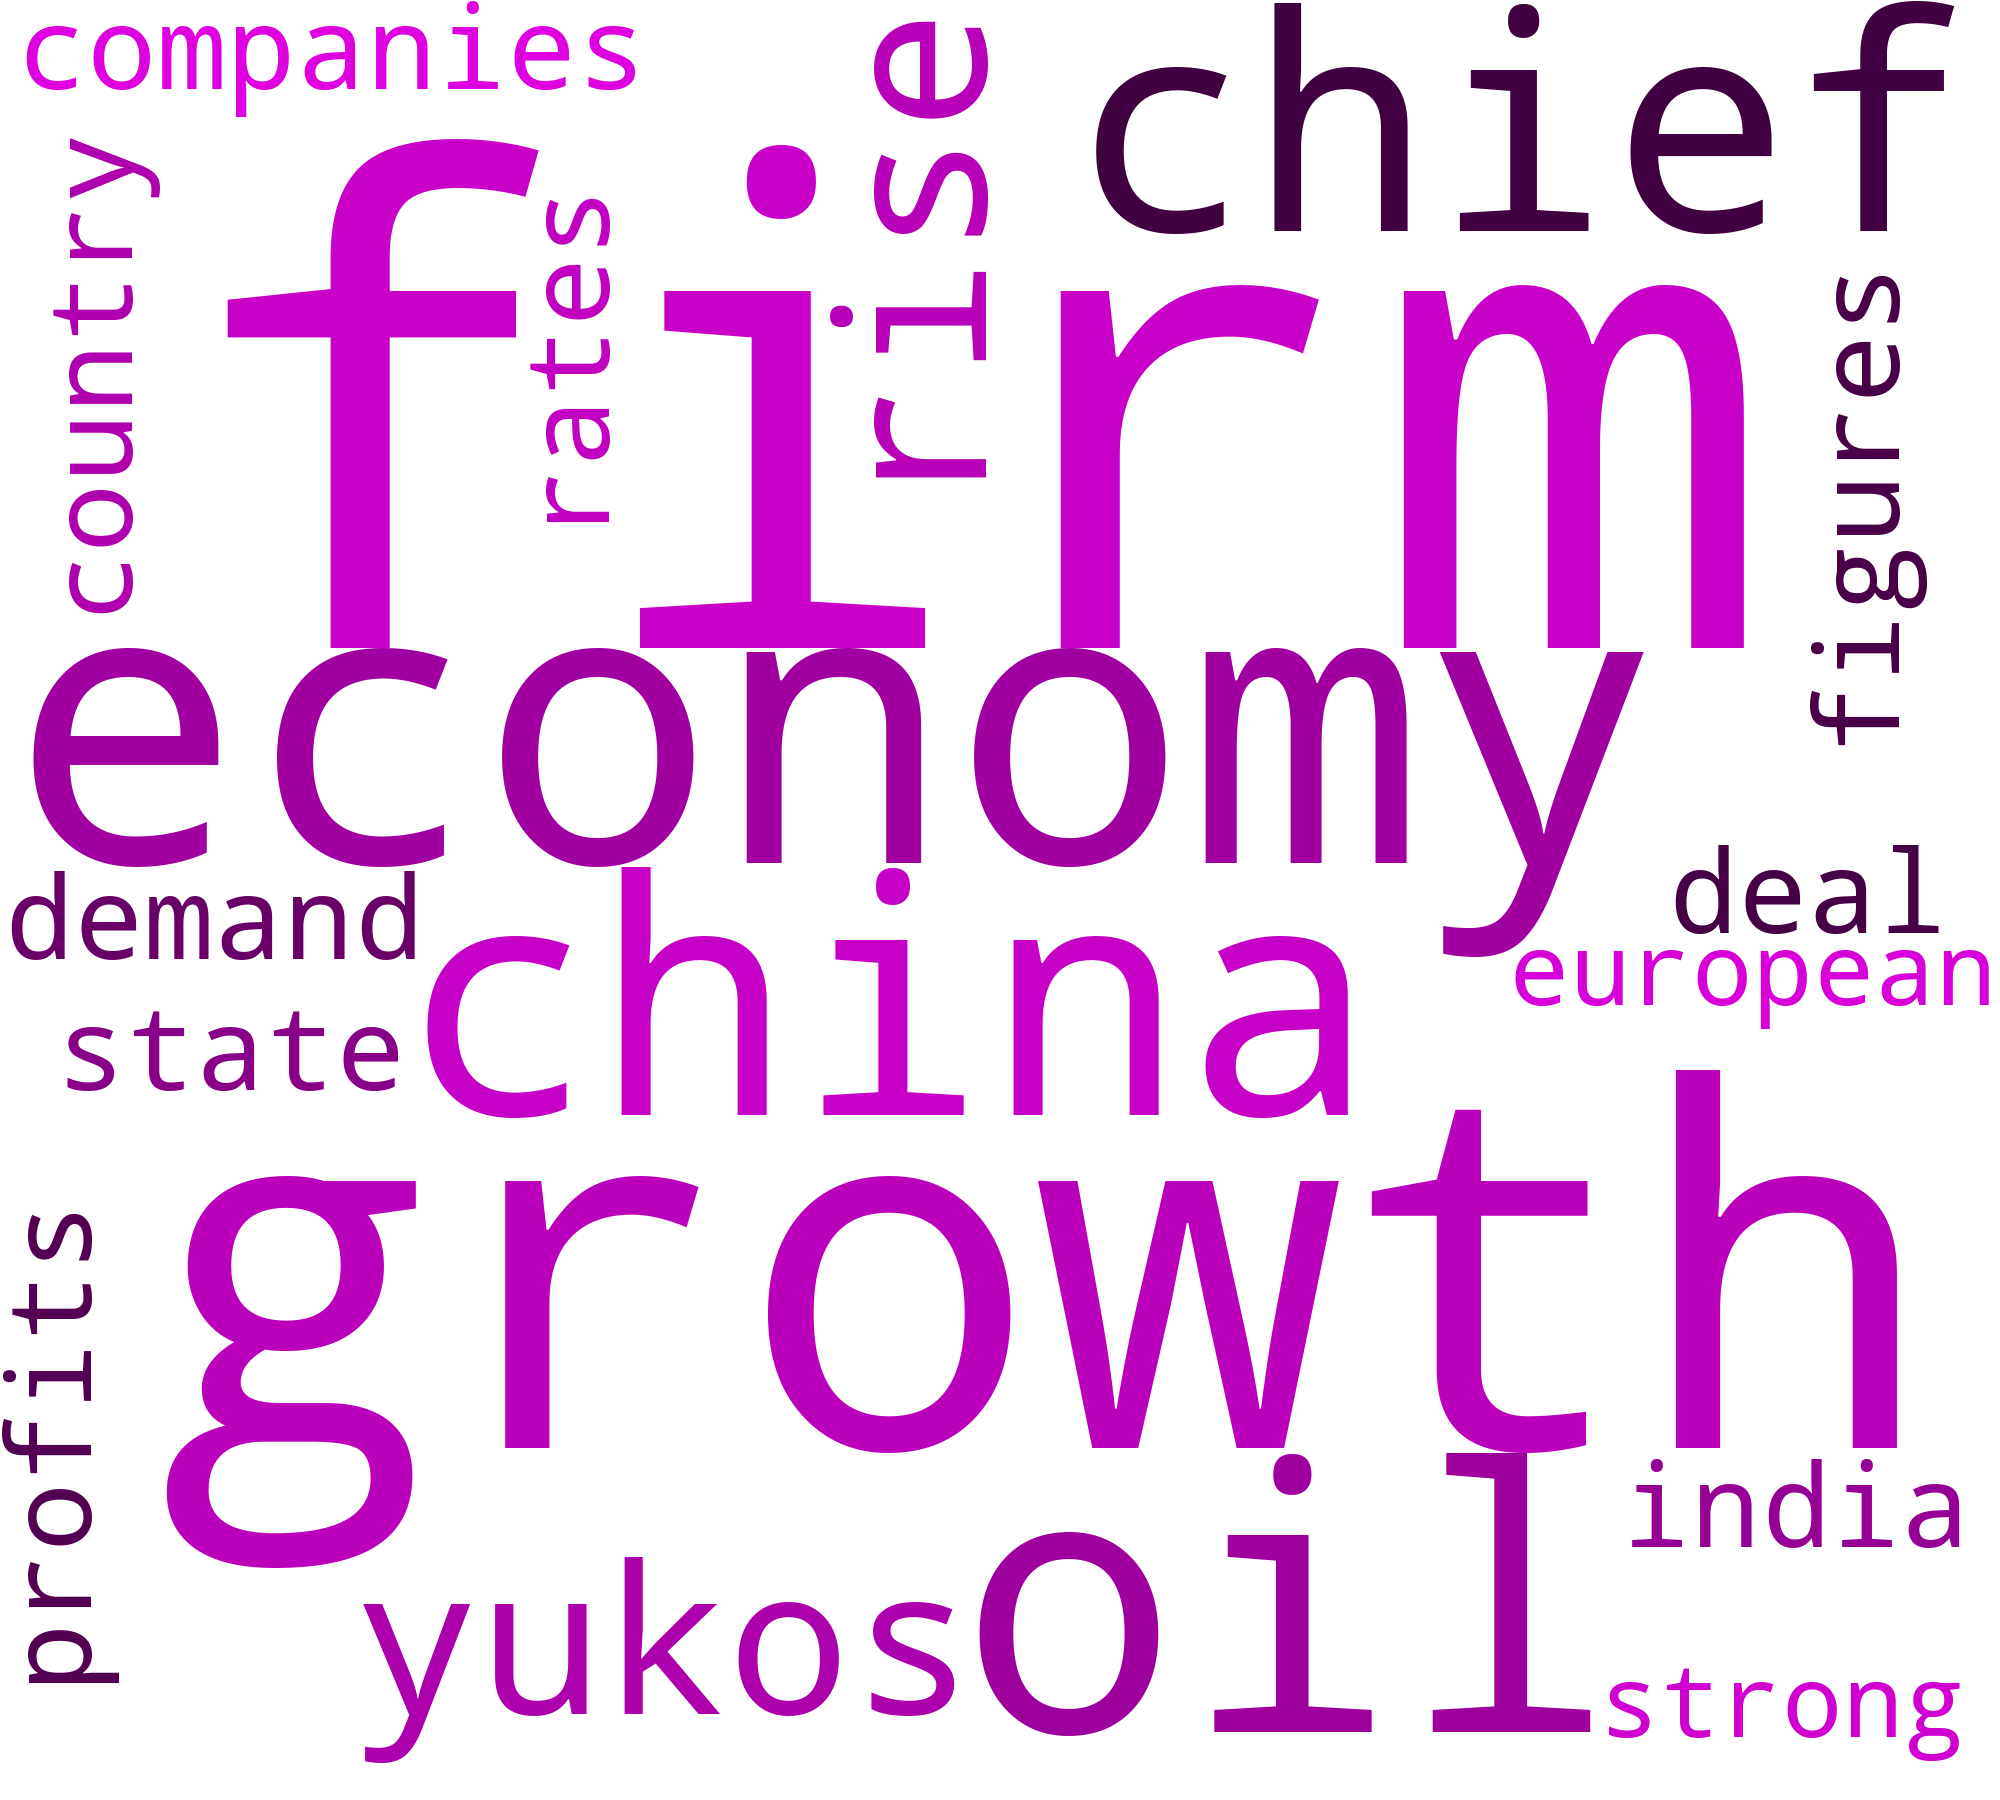 companies
chief
rise
country
rates
firm
figures
economy
demand
deal
european
china
state
growth
profits
india
yukos
oil
strong